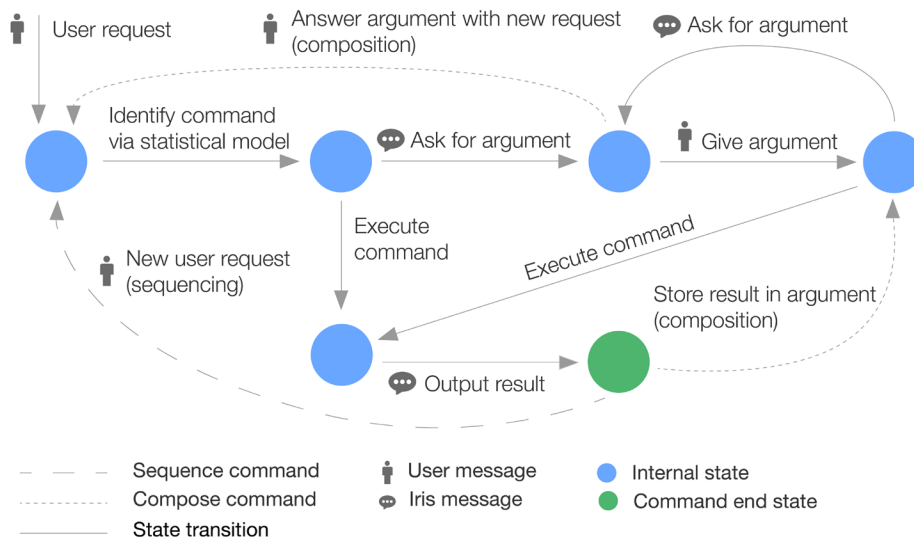 User request
Answer argument with new request
(composition)
Ask for argument
Identify command
via statistical model
Ask for argument
Give argument
Execute
command
Execute command
New user request
(sequencing)
Store result in argument
(composition)
Output result
Sequence command
User message
Internal state
Compose command
Iris message
Command end state
State transition